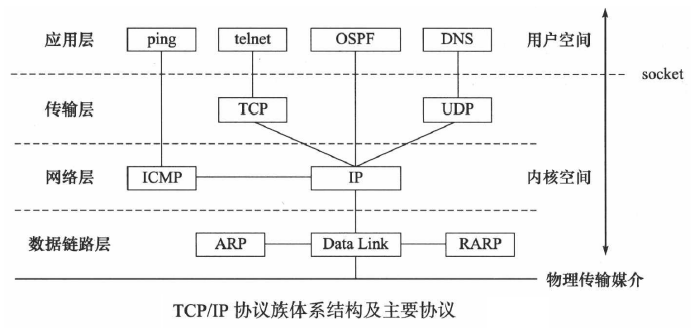 应用层 ping telnet OSPF DNS 用户空间
socket
传输层 TCP UDP
网络层 ICMP IP 内核空间
数据链路层 ARP Data Link RARP
物理传输媒介
TCP/IP 协议族体系结构及主要协议